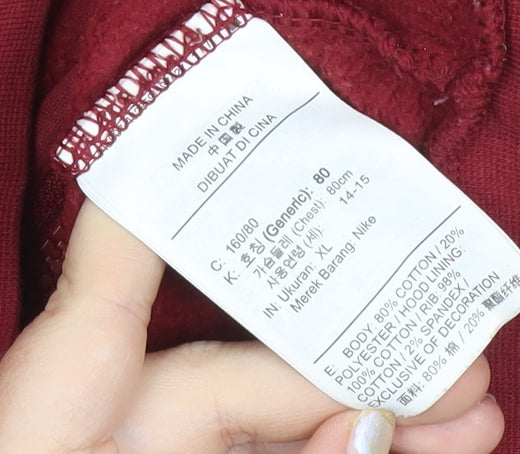 MADE IN CHINA
中国製
DIBUAT DI CINA
C: 160/80
K: 호칭 (Generic): 80
가슴둘레 (Chest): 80cm
사용연령 (세): 14-15
IN: Ukuran: XL
Merek Barang: Nike
E: BODY: 80% COTTON / 20%
POLYESTER / HOOD LINING:
100% COTTON / RIB 98%
COTTON / 2% SPANDEX /
EXCLUSIVE OF DECORATION
面料: 80% 棉 / 20% 聚酯纤维